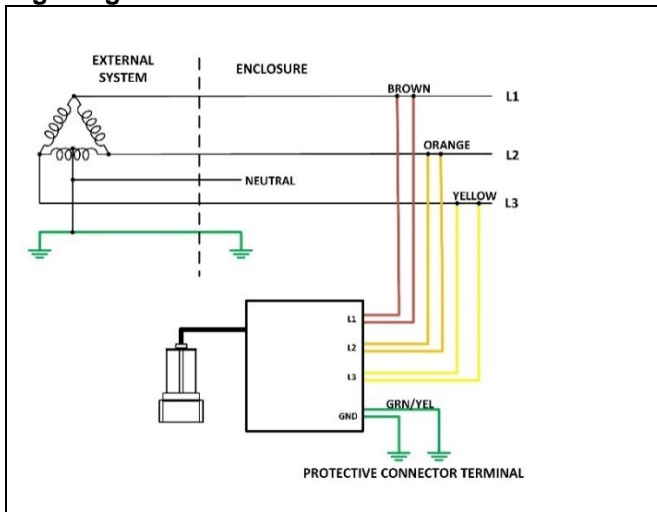 EXTERNAL
SYSTEM
ENCLOSURE
BROWN
L1
ORANGE
L2
NEUTRAL
YELLOW
L3
L1
L2
L3
GRN/YEL
GND
PROTECTIVE CONNECTOR TERMINAL